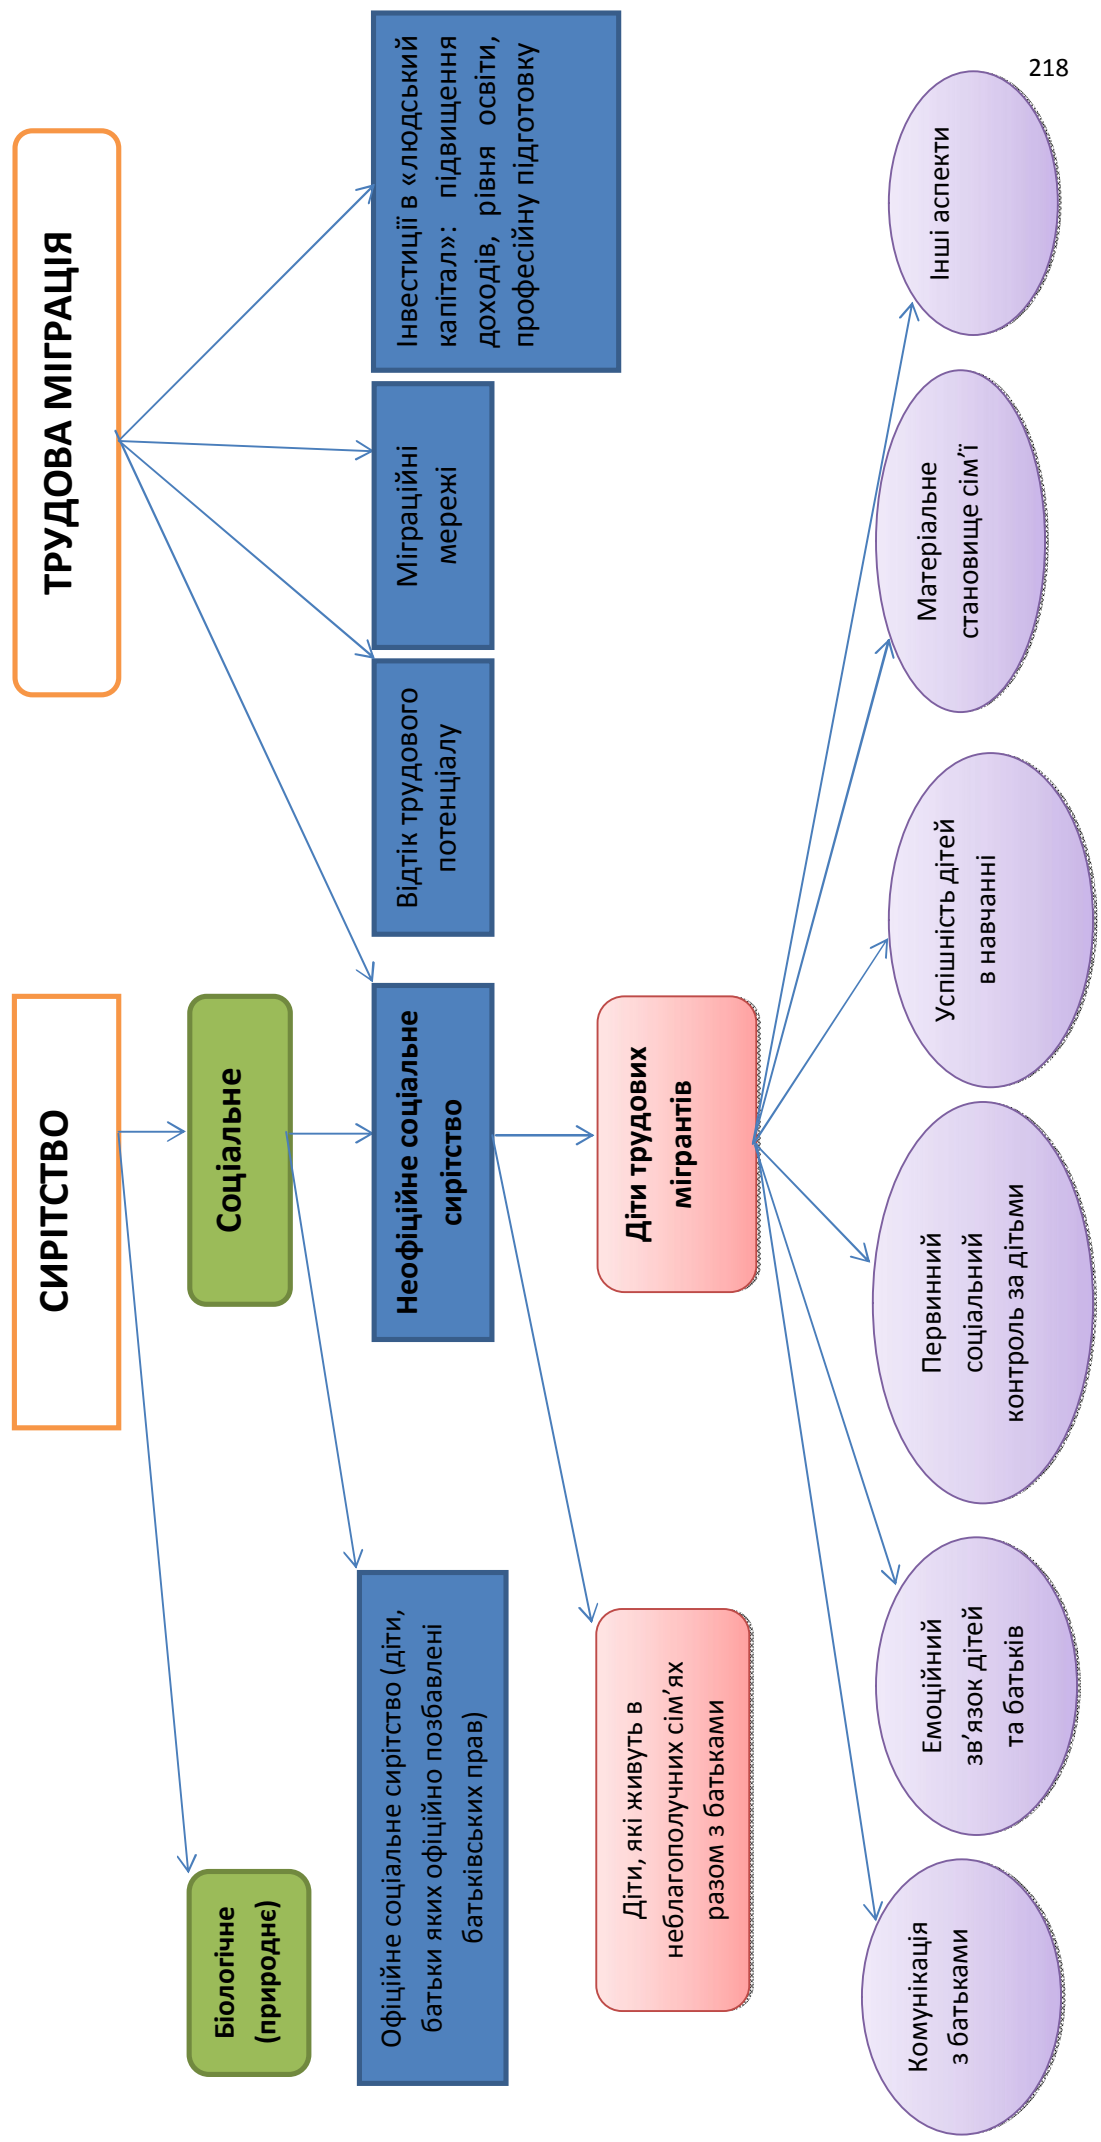 218
СИРІТСТВО
ТРУДОВА МІГРАЦІЯ
Біологічне
(природнє)
Соціальне
Офіційне соціальне сирітство (діти,
батьки яких офіційно позбавлені
батьківських прав)
Неофіційне соціальне
сирітство
Відтік трудового
потенціалу
Міграційні
мережі
Інвестиції в «людський
капітал»: підвищення
доходів, рівня освіти,
професійну підготовку
Діти, які живуть в
неблагополучних сім’ях
разом з батьками
Діти трудових
мігрантів
Комунікація
з батьками
Емоційний
зв’язок дітей
та батьків
Первинний
соціальний
контроль за дітьми
Успішність дітей
в навчанні
Матеріальне
становище сім’ї
Інші аспекти